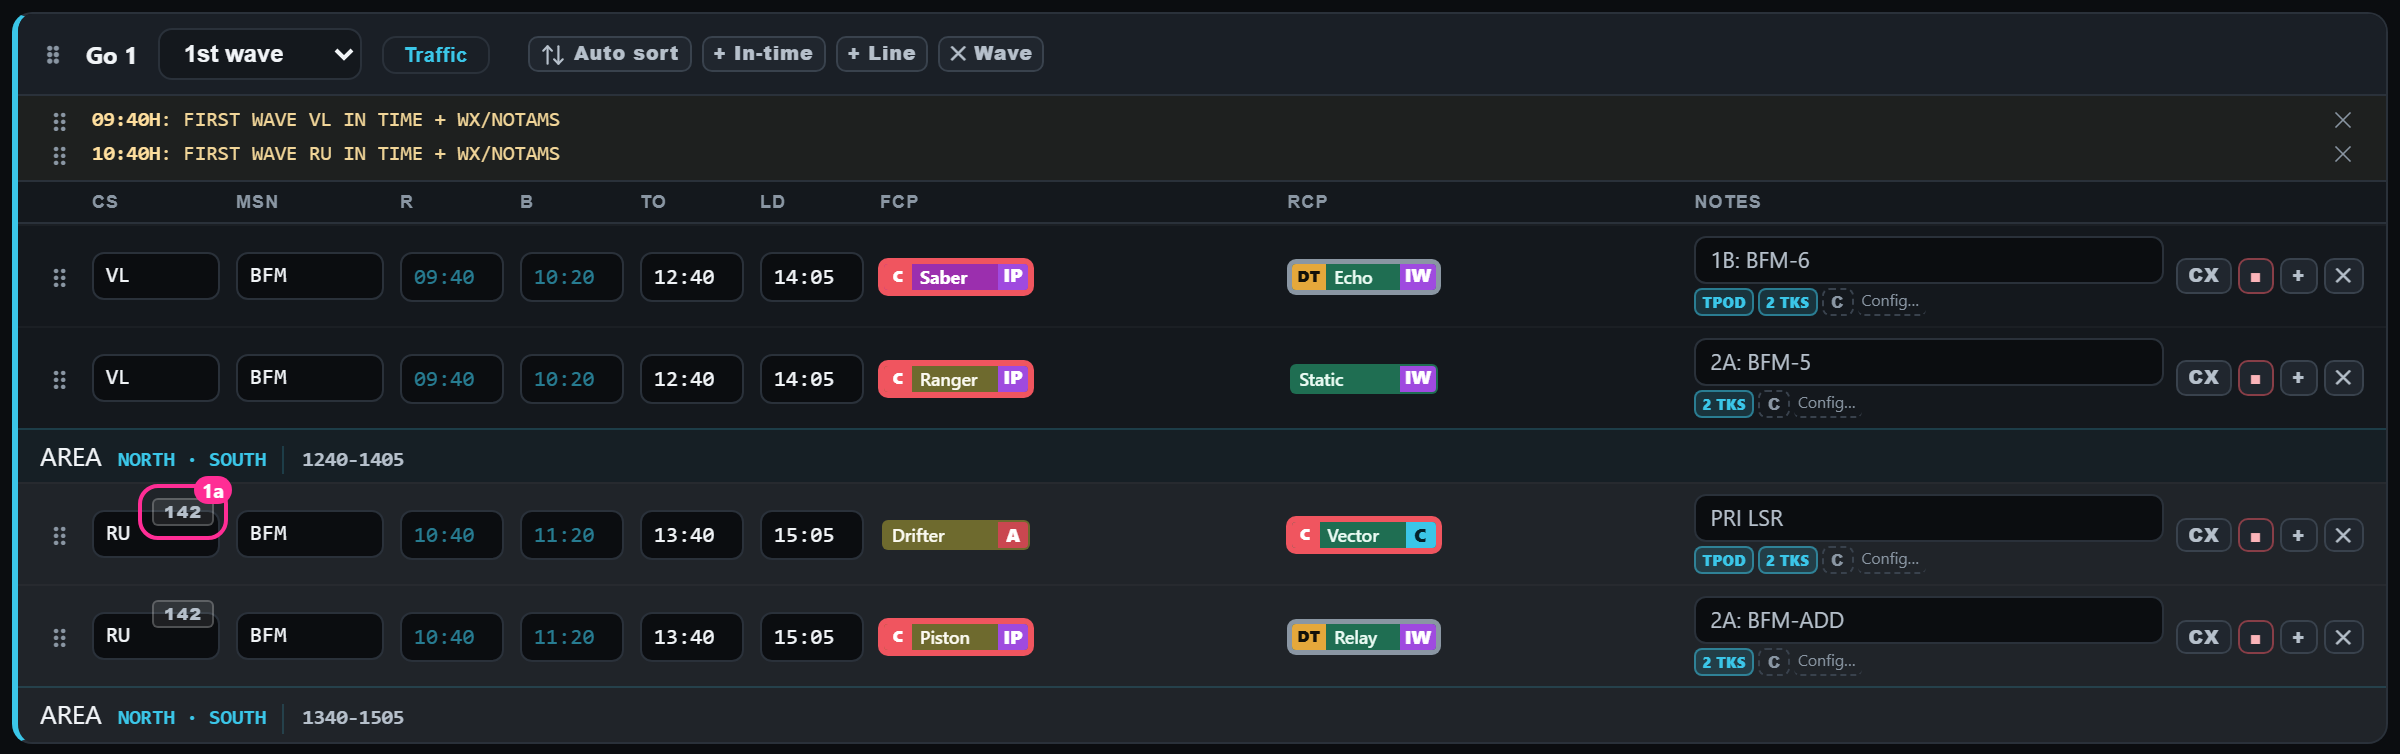 Go 1 1st wave Traffic Auto sort + In-time + Line × Wave
09:40H: FIRST WAVE VL IN TIME + WX/NOTAMS ×
10:40H: FIRST WAVE RU IN TIME + WX/NOTAMS ×
CS MSN R B TO LD FCP RCP NOTES
VL BFM 09:40 10:20 12:40 14:05 C Saber IP DT Echo IW 1B: BFM-6 CX + ×
TPOD 2 TKS C Config...
VL BFM 09:40 10:20 12:40 14:05 C Ranger IP Static IW 2A: BFM-5 CX + ×
2 TKS C Config...
AREA NORTH · SOUTH 1240-1405
1a
142
RU BFM 10:40 11:20 13:40 15:05 Drifter A C Vector C PRI LSR CX + ×
TPOD 2 TKS C Config...
142
RU BFM 10:40 11:20 13:40 15:05 C Piston IP DT Relay IW 2A: BFM-ADD CX + ×
2 TKS C Config...
AREA NORTH · SOUTH 1340-1505